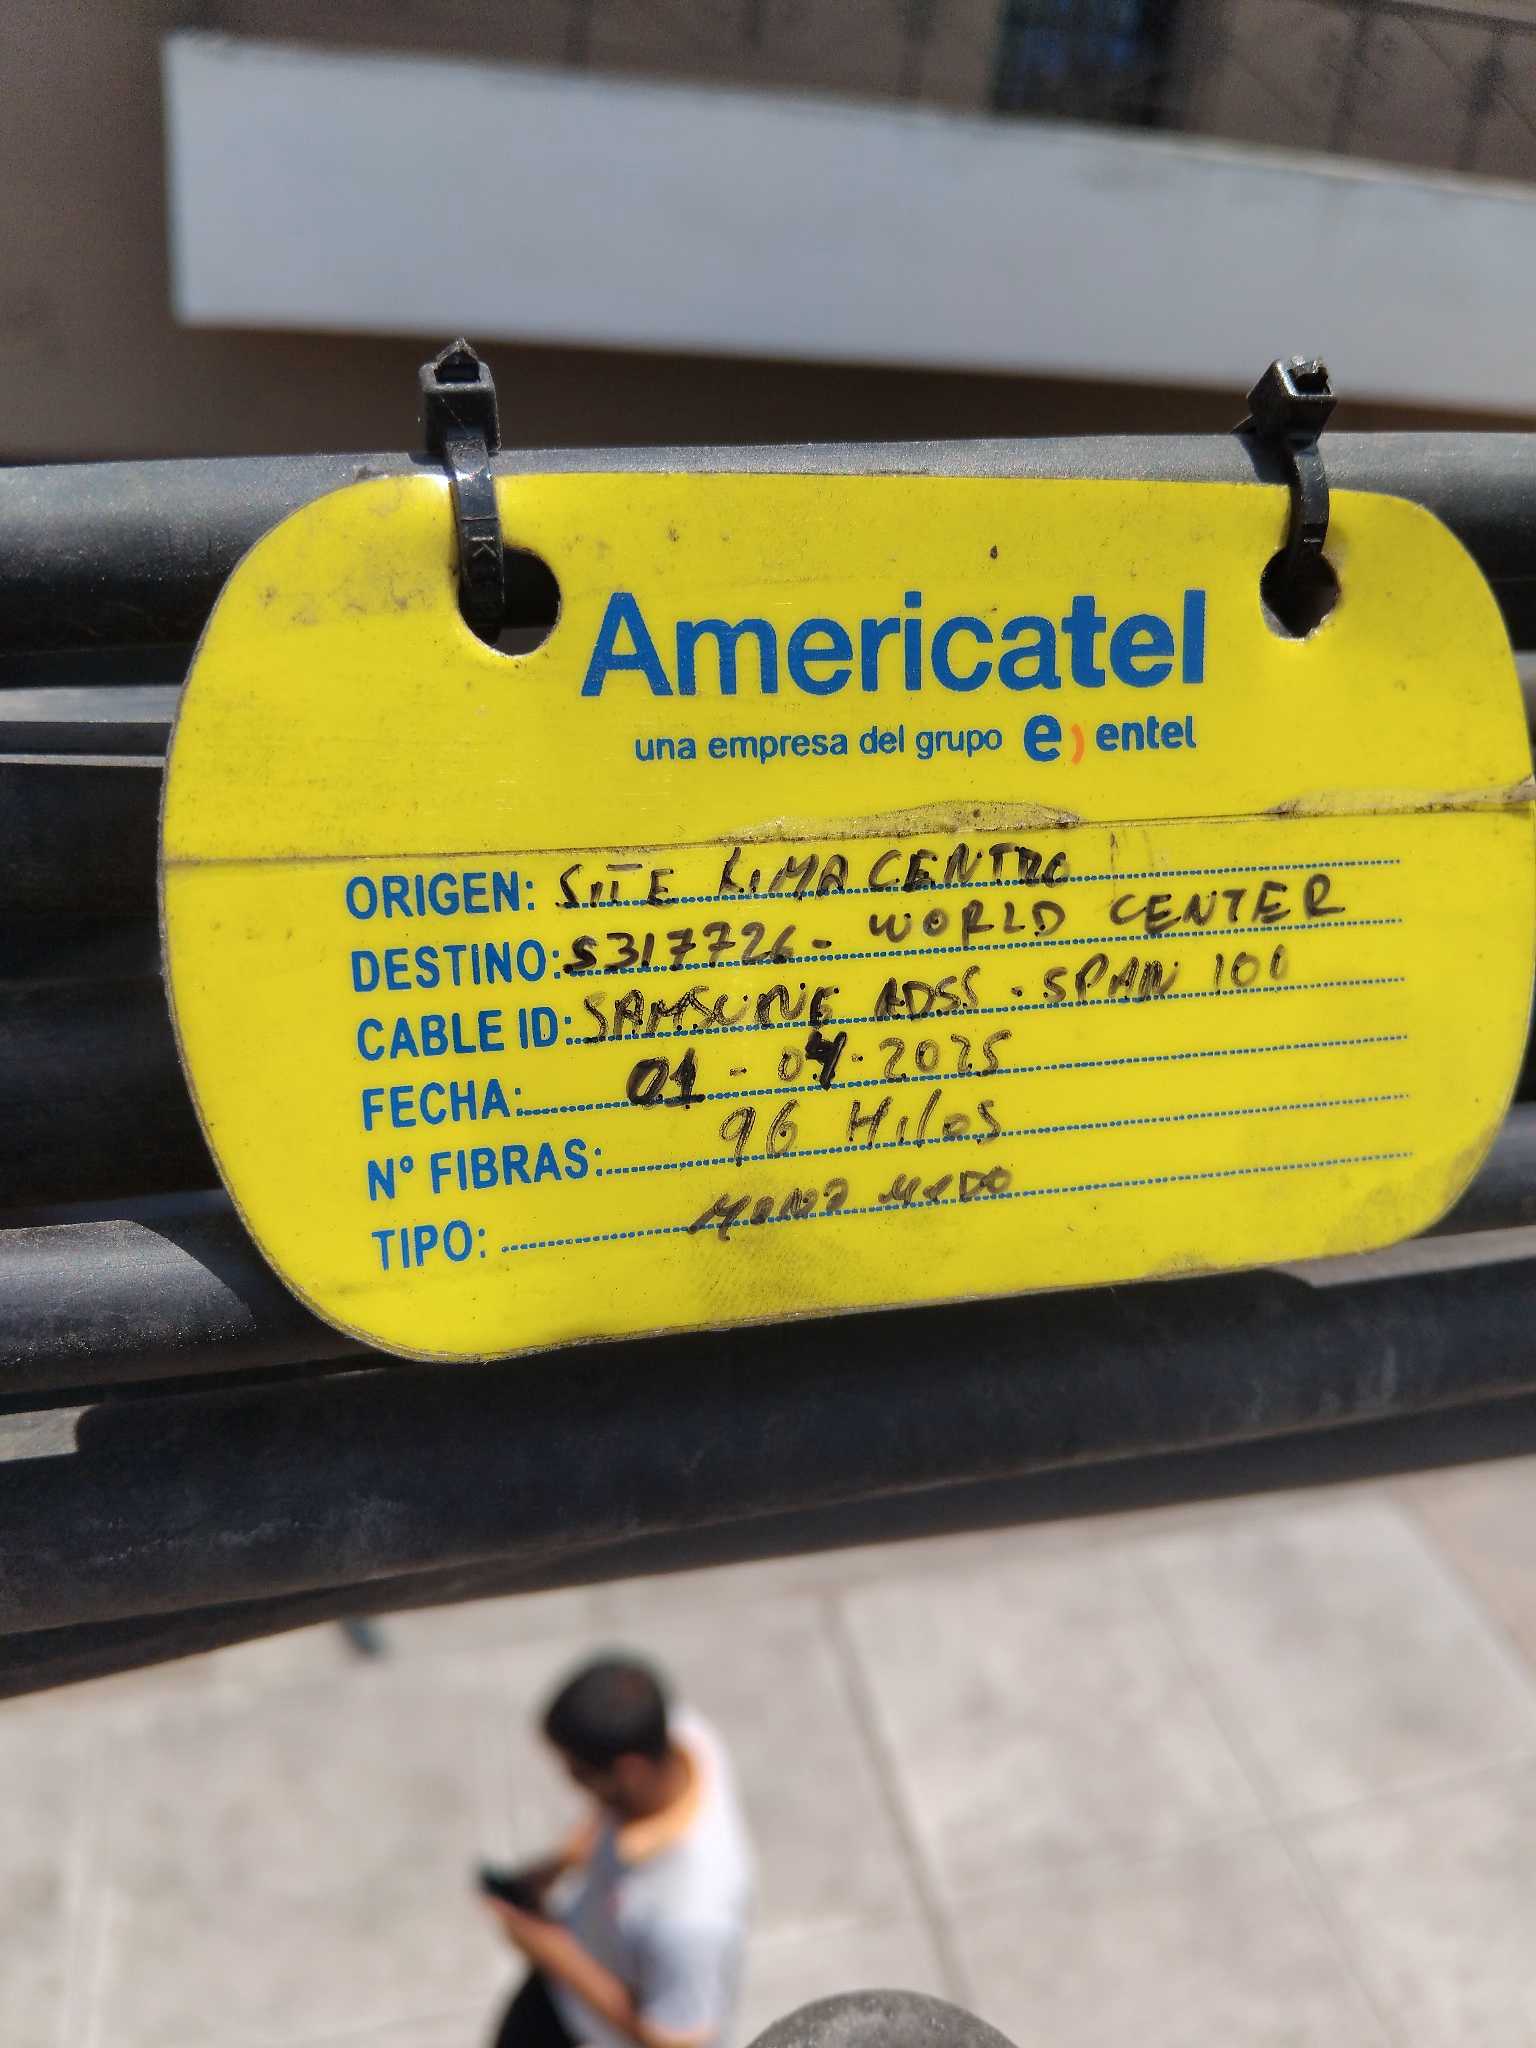 Americatel
una empresa del grupo e) entel
ORIGEN: SITE LIMA CENTRO
DESTINO: S317726- WORLD CENTER
CABLE ID: SAMSUNG ADSS - SPAN 100
FECHA: 01 - 04 - 2025
N° FIBRAS: 96 Hilos
TIPO: MONO MODO